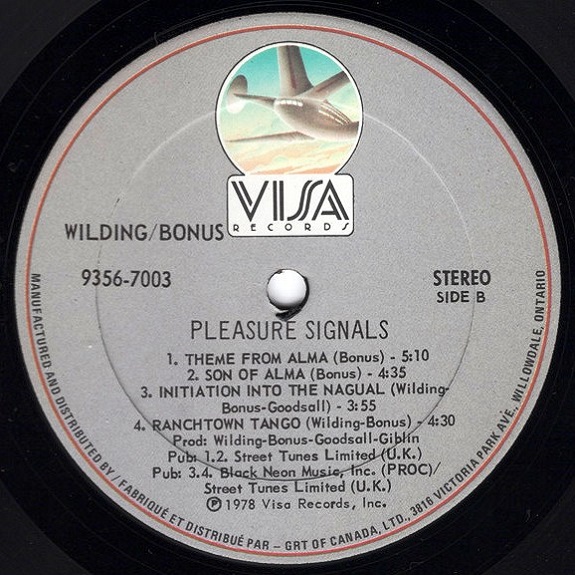 VISA
RECORDS
WILDING/BONUS
9356-7003
STEREO
SIDE B
PLEASURE SIGNALS
1. THEME FROM ALMA (Bonus) - 5:10
2. SON OF ALMA (Bonus) - 4:35
3. INITIATION INTO THE NAGUAL (Wilding-
Bonus-Goodsall) - 3:55
4. RANCHTOWN TANGO (Wilding-Bonus) - 4:30
Prod: Wilding-Bonus-Goodsall-Giblin
Pub: 1.2. Street Tunes Limited (U.K.)
Pub: 3.4. Black Neon Music, Inc. (PROC)/
Street Tunes Limited (U.K.)
℗ 1978 Visa Records, Inc.
MANUFACTURED AND DISTRIBUTED BY / FABRIQUÉ ET DISTRIBUÉ PAR - GRT OF CANADA, LTD., 3816 VICTORIA PARK AVE., WILLOWDALE, ONTARIO